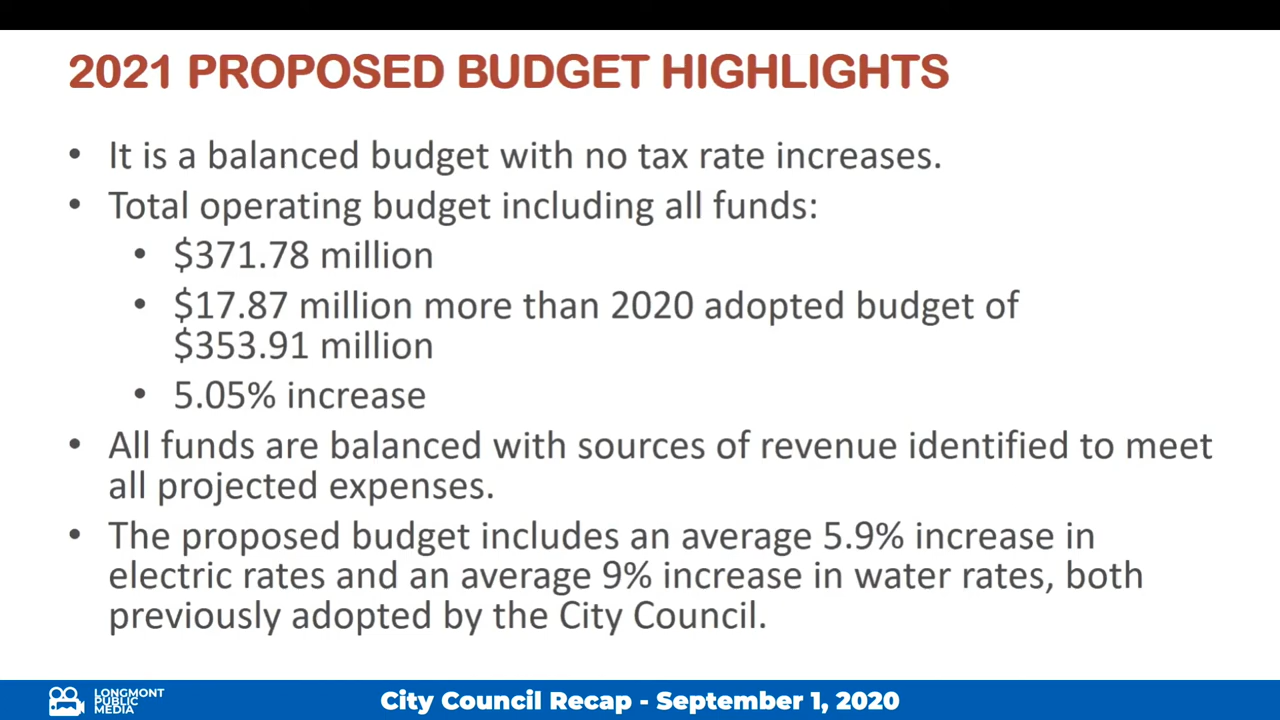 2021 PROPOSED BUDGET HIGHLIGHTS
• It is a balanced budget with no tax rate increases.
• Total operating budget including all funds:
• $371.78 million
• $17.87 million more than 2020 adopted budget of
$353.91 million
• 5.05% increase
• All funds are balanced with sources of revenue identified to meet
all projected expenses.
• The proposed budget includes an average 5.9% increase in
electric rates and an average 9% increase in water rates, both
previously adopted by the City Council.
LONGMONT
PUBLIC
MEDIA
City Council Recap - September 1, 2020